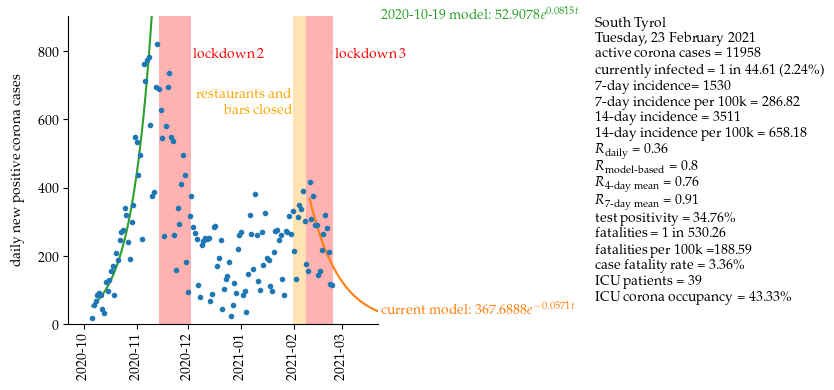 2020-10-19 model: 52.9078e^0.0815t
800
600
400
200
0
daily new positive corona cases
lockdown 2
lockdown 3
restaurants and
bars closed
current model: 367.6888e^−0.0571t
2020-10
2020-11
2020-12
2021-01
2021-02
2021-03
South Tyrol
Tuesday, 23 February 2021
active corona cases = 11958
currently infected = 1 in 44.61 (2.24%)
7-day incidence= 1530
7-day incidence per 100k = 286.82
14-day incidence = 3511
14-day incidence per 100k = 658.18
R_daily = 0.36
R_model-based = 0.8
R_4-day mean = 0.76
R_7-day mean = 0.91
test positivity = 34.76%
fatalities = 1 in 530.26
fatalities per 100k =188.59
case fatality rate = 3.36%
ICU patients = 39
ICU corona occupancy = 43.33%